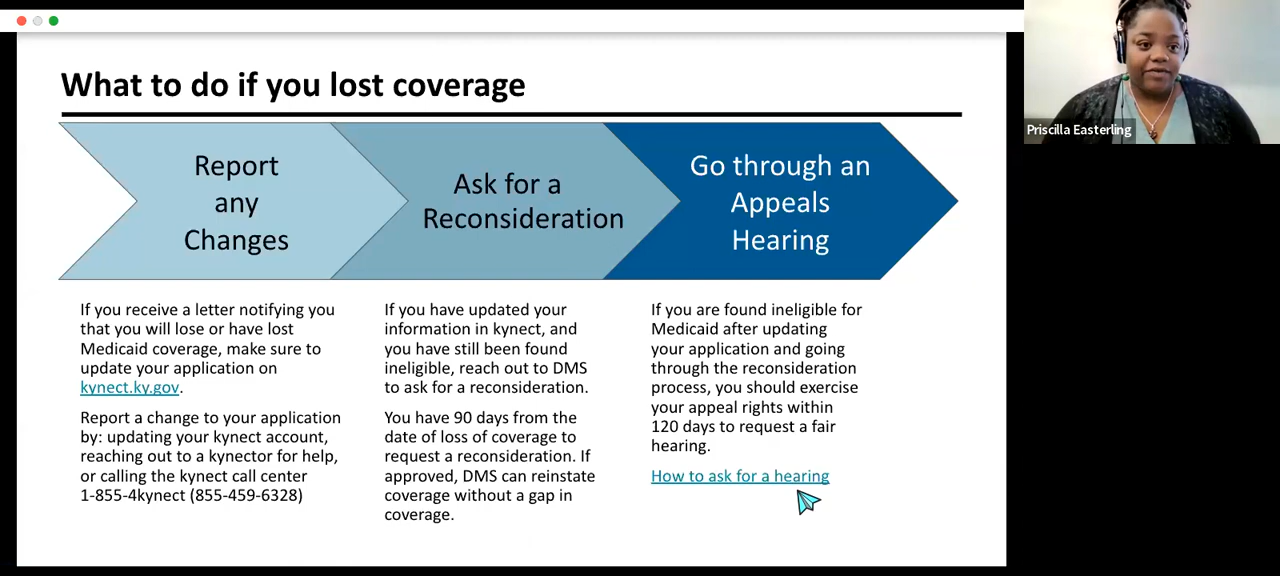 What to do if you lost coverage
Report
any
Changes
Ask for a
Reconsideration
Go through an
Appeals
Hearing
If you receive a letter notifying you
that you will lose or have lost
Medicaid coverage, make sure to
update your application on
kynect.ky.gov.
Report a change to your application
by: updating your kynect account,
reaching out to a kynector for help,
or calling the kynect call center
1-855-4kynect (855-459-6328)
If you have updated your
information in kynect, and
you have still been found
ineligible, reach out to DMS
to ask for a reconsideration.
You have 90 days from the
date of loss of coverage to
request a reconsideration. If
approved, DMS can reinstate
coverage without a gap in
coverage.
If you are found ineligible for
Medicaid after updating
your application and going
through the reconsideration
process, you should exercise
your appeal rights within
120 days to request a fair
hearing.
How to ask for a hearing
Priscilla Easterling